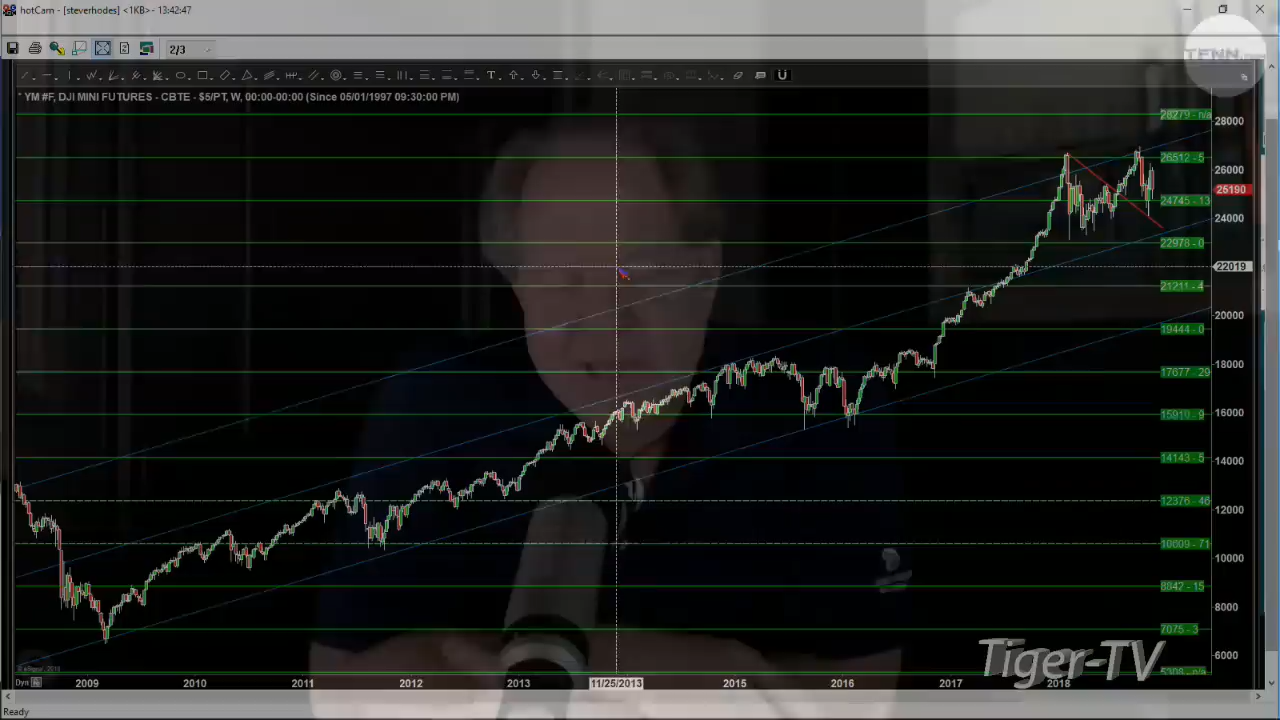 hotCam - [steverhodes] <1KB> - 13:42:47
TFNN
2/3
T
U
* YM #F, DJI MINI FUTURES - CBTE - $5/PT, W, 00:00-00:00 (Since 05/01/1997 09:30:00 PM)
28279 - n/a
28000
26512 - 5
26000
25190
24745 - 13
24000
22978 - 0
22019
21211 - 4
20000
19444 - 0
18000
17677 - 29
16000
15910 - 9
14143 - 5
14000
12376 - 46
12000
10609 - 71
10000
8842 - 15
8000
7075 - 3
6000
5308 - n/a
Tiger-TV
Dyn
2009 2010 2011 2012 2013 11/25/2013 2015 2016 2017 2018
Ready